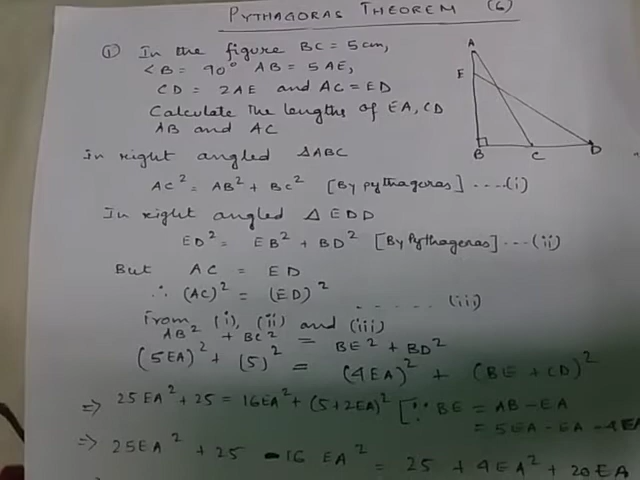 PYTHAGORAS THEOREM (6)
① In the figure BC = 5cm,
∠B = 90° AB = 5AE,
CD = 2AE and AC = ED
Calculate the lengths of EA, CD
AB and AC
A
E
B C D
In right angled △ABC
AC² = AB² + BC² [By pythagoras] ....(i)
In right angled △ EDD
ED² = EB² + BD² [By Pythagoras]...(ii)
But AC = ED
∴ (AC)² = (ED)² ..... (iii)
From (i), (ii) and (iii)
AB² + BC² = BE² + BD²
(5EA)² + (5)² = (4EA)² + (BE + CD)²
⇒ 25EA² + 25 = 16EA² + (5+2EA)² [∵ BE = AB - EA
= 5EA - EA - 4EA
⇒ 25EA² + 25 - 16 EA² = 25 + 4EA² + 20EA